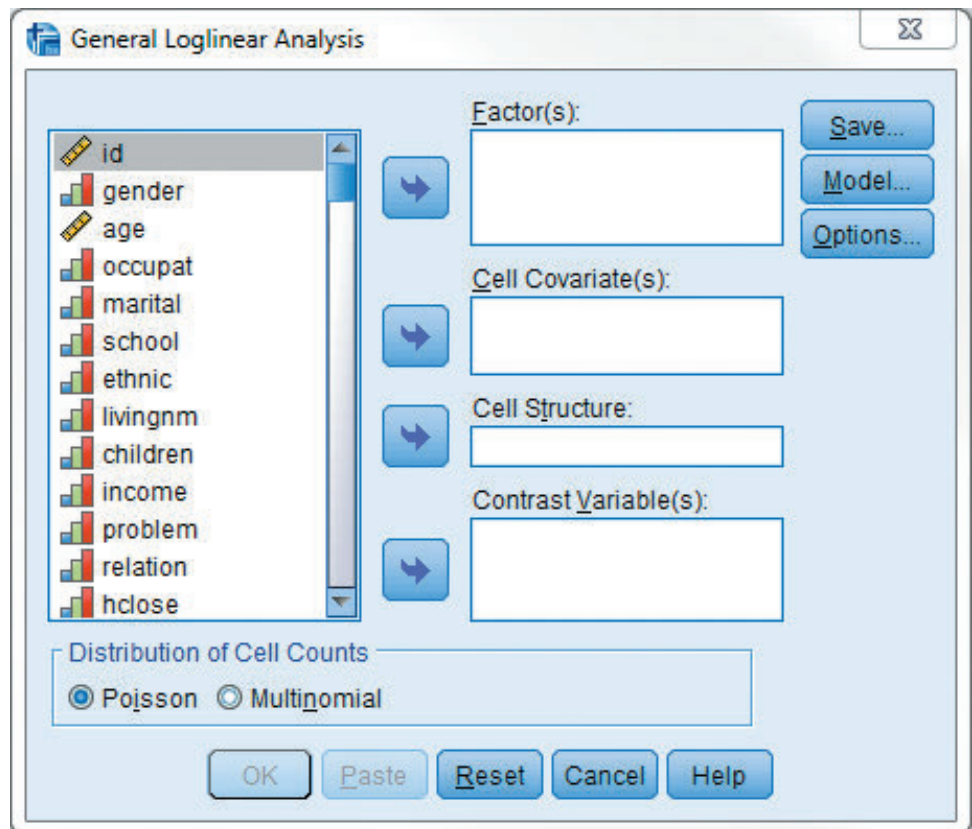 General Loglinear Analysis
id
gender
age
occupat
marital
school
ethnic
livingnm
children
income
problem
relation
hclose
Factor(s):
Cell Covariate(s):
Cell Structure:
Contrast Variable(s):
Save...
Model...
Options...
Distribution of Cell Counts
Poisson Multinomial
OK Paste Reset Cancel Help